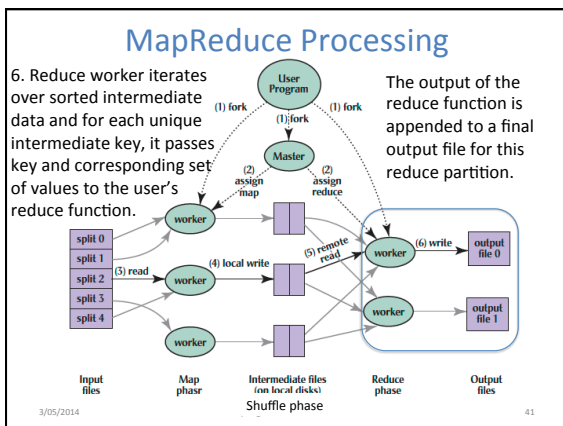 MapReduce Processing
6. Reduce worker iterates
over sorted intermediate
data and for each unique
intermediate key, it passes
key and corresponding set
of values to the user’s
reduce function.
The output of the
reduce function is
appended to a final
output file for this
reduce partition.
User
Program
(1) fork
(1) fork
(1) fork
Master
(2)
assign
map
(2)
assign
reduce
split 0
split 1
split 2
split 3
split 4
(3) read
worker
worker
worker
(4) local write
(5) remote
read
worker
worker
(6) write
output
file 0
output
file 1
Input
files
Map
phasr
Intermediate files
(on local disks)
Reduce
phase
Output
files
Shuffle phase
3/05/2014
41